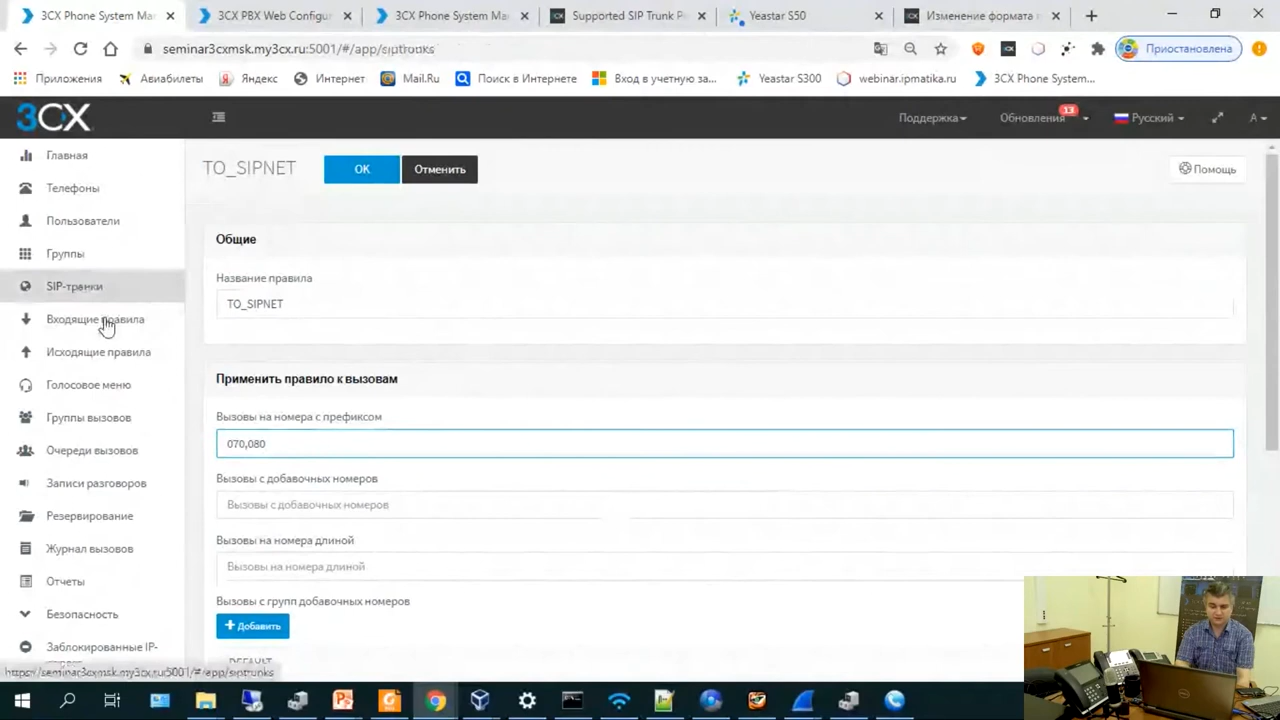 3CX Phone System Ma
3CX PBX Web Configu
3CX Phone System Ma
Supported SIP Trunk P
Yeastar S50
Изменение формата
seminar3cxmsk.my3cx.ru:5001/#/app/siptrunks
Приостановлена
Приложения
Авиабилеты
Яндекс
Интернет
Mail.Ru
Поиск в Интернете
Вход в учетную за...
Yeastar S300
webinar.ipmatika.ru
3CX Phone System...
3CX
Поддержка
Обновления
13
Русский
A
Главная
Телефоны
Пользователи
Группы
SIP-транки
Входящие правила
Исходящие правила
Голосовое меню
Группы вызовов
Очереди вызовов
Записи разговоров
Резервирование
Журнал вызовов
Отчеты
Безопасность
Заблокированные IP-
TO_SIPNET
OK
Отменить
Помощь
Общие
Название правила
TO_SIPNET
Применить правило к вызовам
Вызовы на номера с префиксом
070,080
Вызовы с добавочных номеров
Вызовы с добавочных номеров
Вызовы на номера длиной
Вызовы на номера длиной
Вызовы с групп добавочных номеров
+ Добавить
DEFAULT
https://seminar3cxmsk.my3cx.ru:5001/#/app/siptrunks